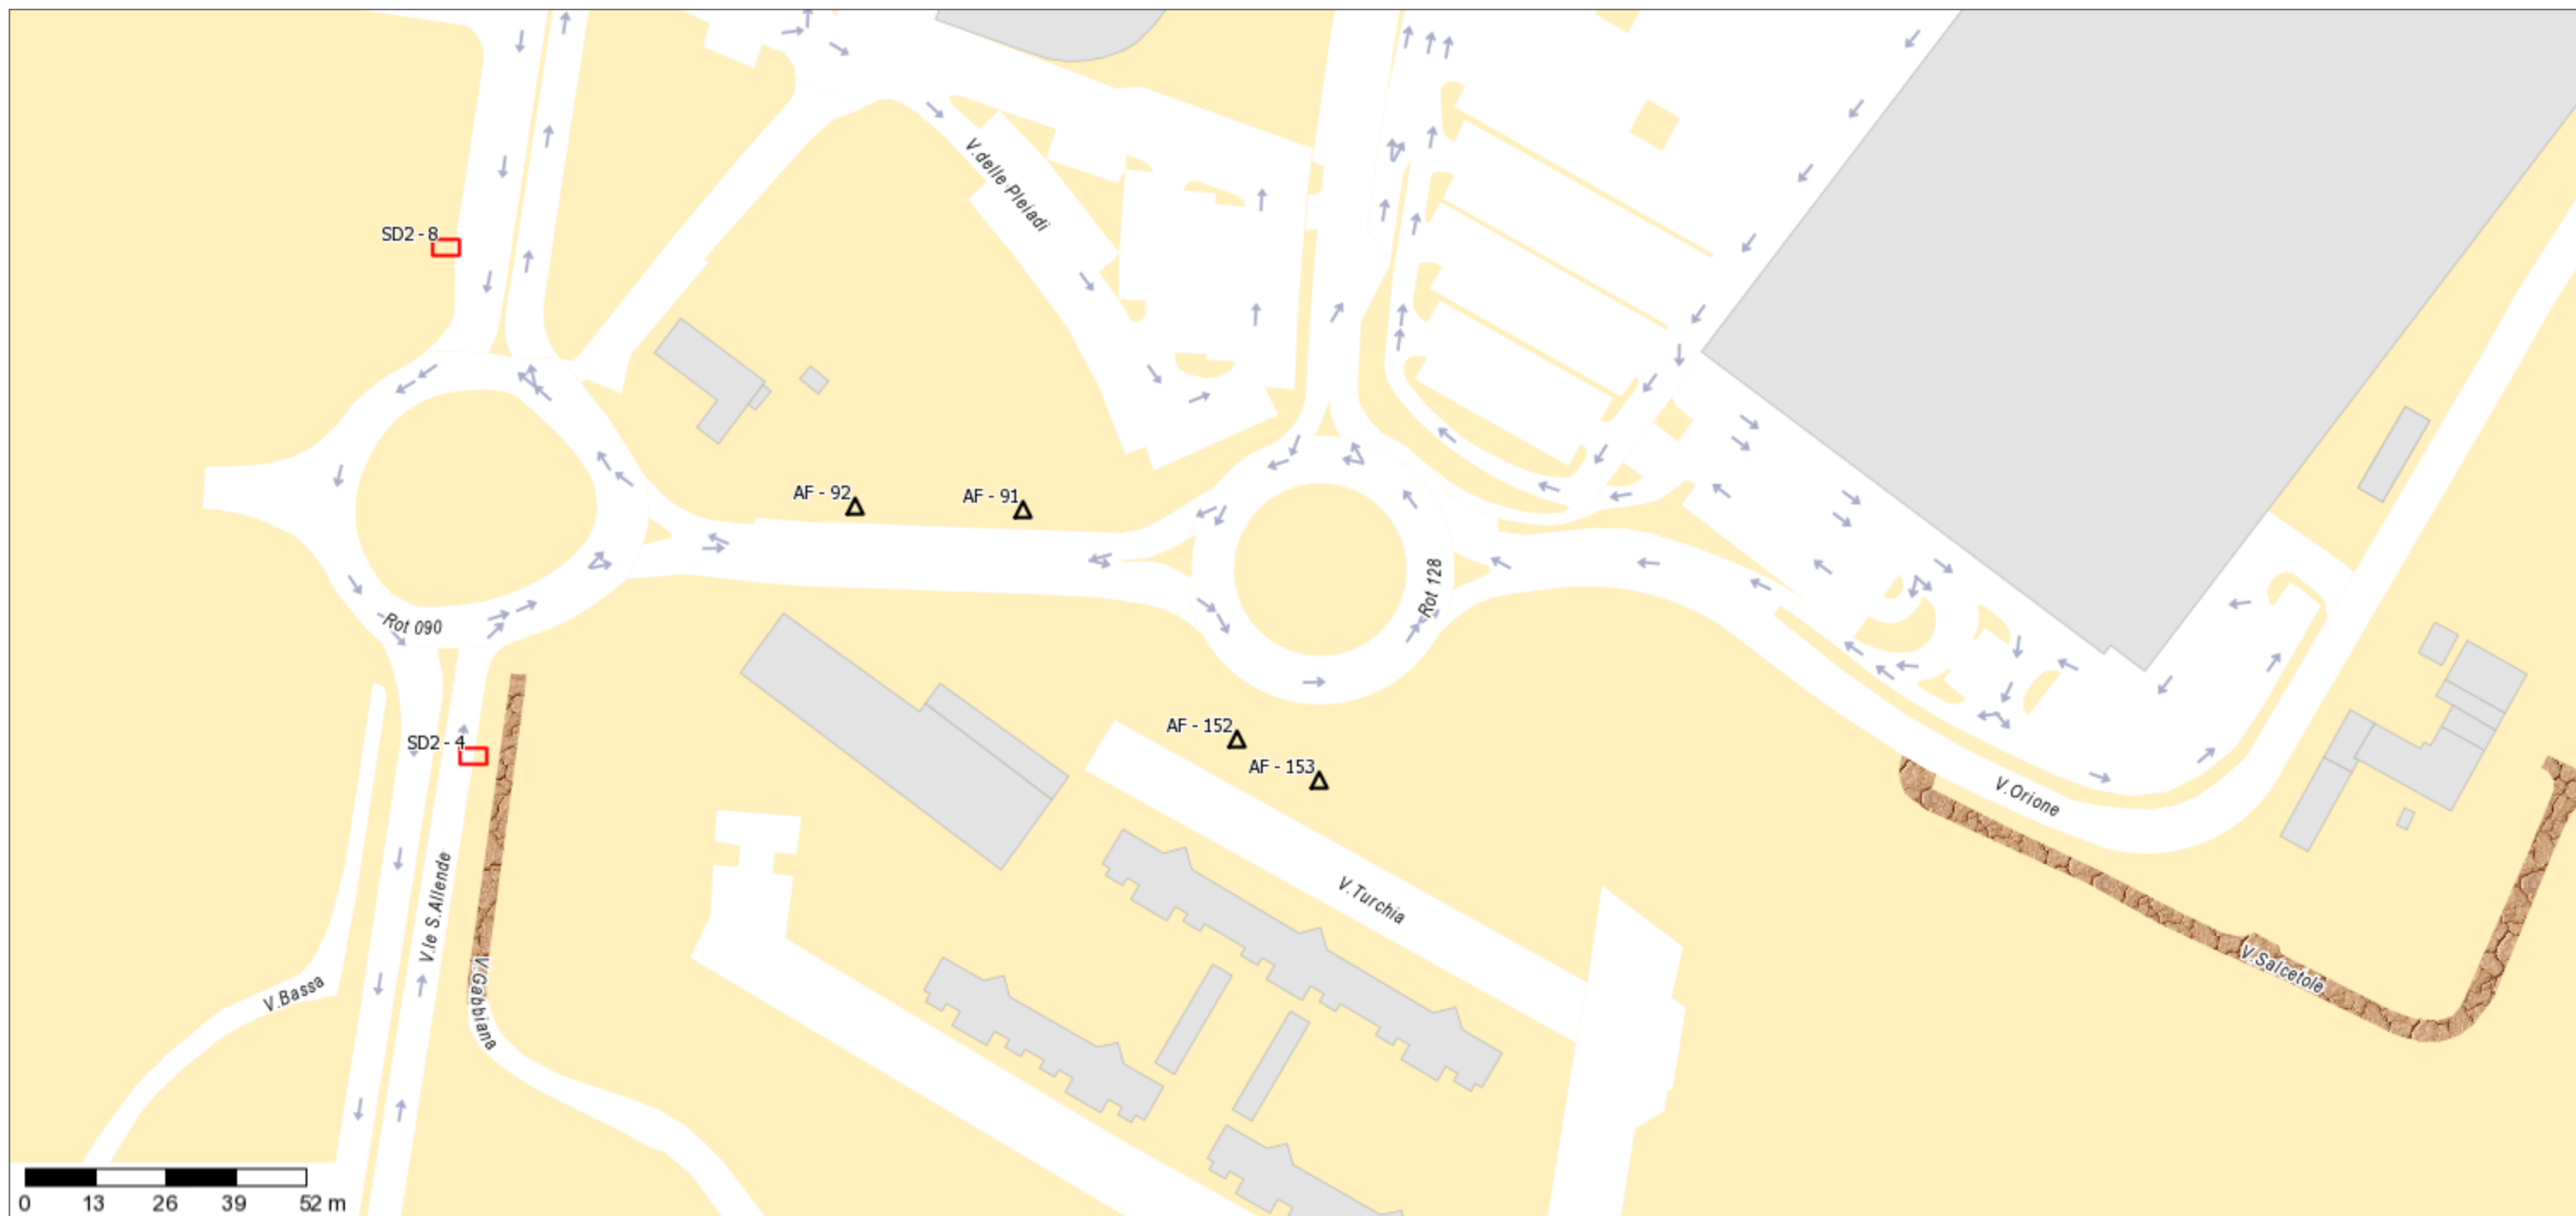 V.delle Pleiadi
SD2 - 8
AF - 92
AF - 91
Rot 128
Rot 090
AF - 152
SD2 - 4
AF - 153
V.Orione
V.le S.Allende
V.Turchia
V.Salcetole
V.Bassa
V.Gabbiana
0 13 26 39 52 m